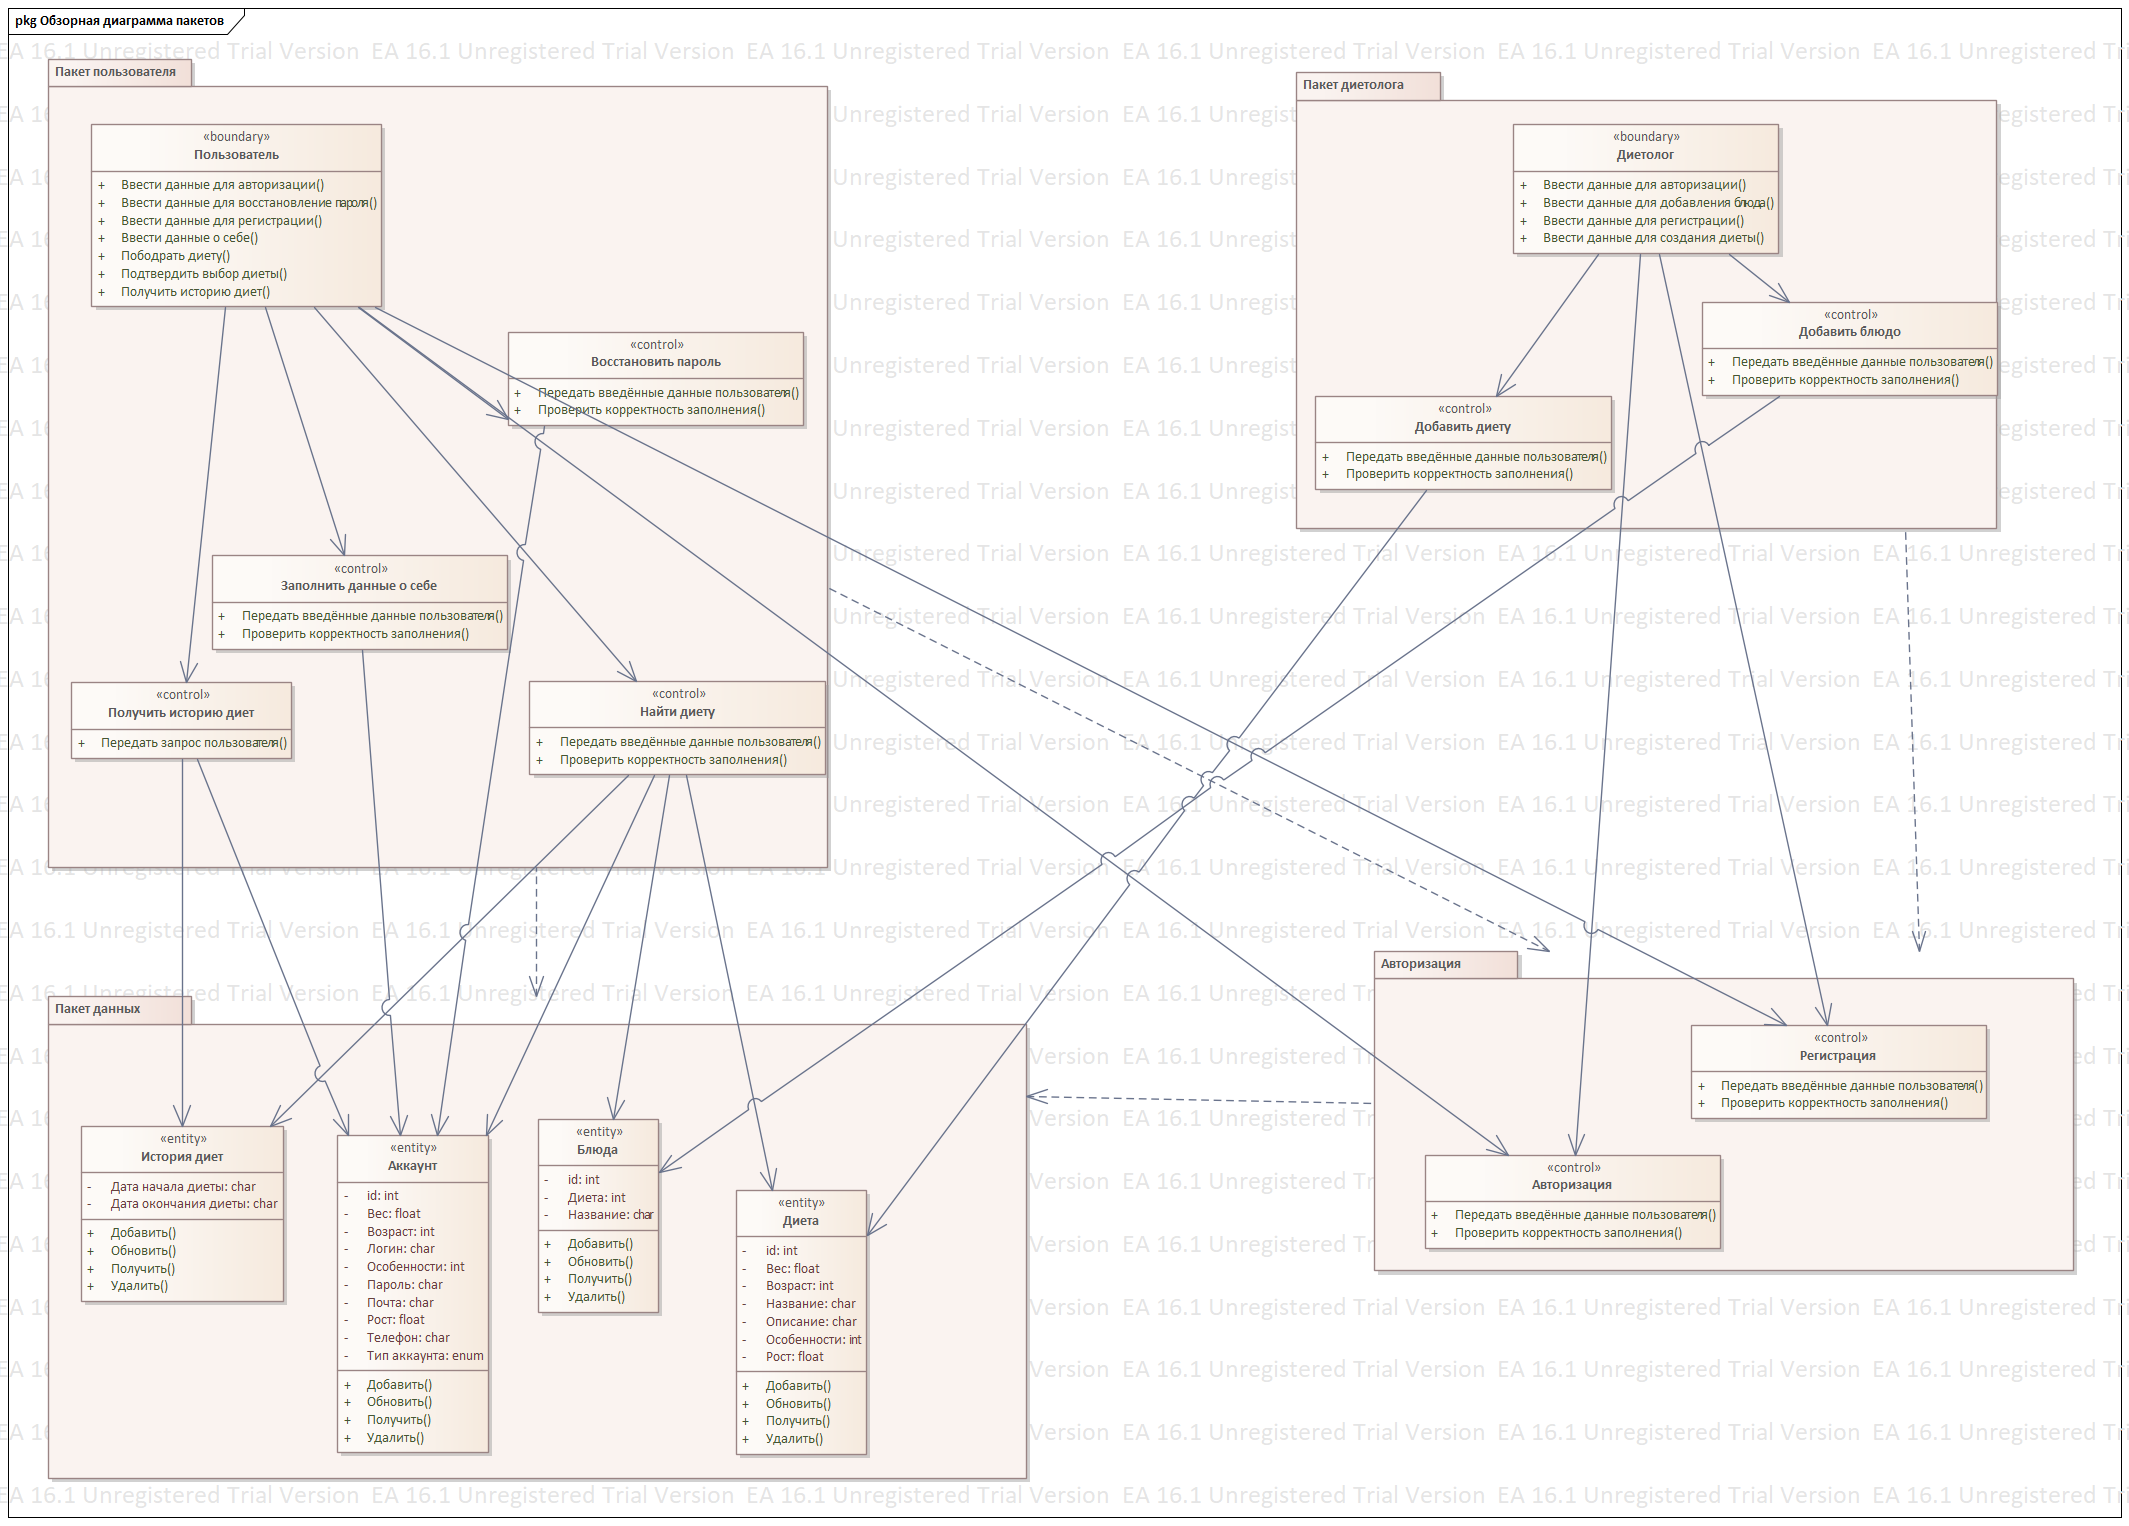 pkg Обзорная диаграмма пакетов
EA 16.1 Unregistered Trial Version
Пакет пользователя
«boundary»
Пользователь
+ Ввести данные для авторизации()
+ Ввести данные для восстановление пароля()
+ Ввести данные для регистрации()
+ Ввести данные о себе()
+ Пободрать диету()
+ Подтвердить выбор диеты()
+ Получить историю диет()
«control»
Восстановить пароль
+ Передать введённые данные пользователя()
+ Проверить корректность заполнения()
«control»
Заполнить данные о себе
+ Передать введённые данные пользователя()
+ Проверить корректность заполнения()
«control»
Получить историю диет
+ Передать запрос пользователя()
«control»
Найти диету
+ Передать введённые данные пользователя()
+ Проверить корректность заполнения()
Пакет диетолога
«boundary»
Диетолог
+ Ввести данные для авторизации()
+ Ввести данные для добавления блюда()
+ Ввести данные для регистрации()
+ Ввести данные для создания диеты()
«control»
Добавить блюдо
+ Передать введённые данные пользователя()
+ Проверить корректность заполнения()
«control»
Добавить диету
+ Передать введённые данные пользователя()
+ Проверить корректность заполнения()
Пакет данных
«entity»
История диет
- Дата начала диеты: char
- Дата окончания диеты: char
+ Добавить()
+ Обновить()
+ Получить()
+ Удалить()
«entity»
Аккаунт
- id: int
- Вес: float
- Возраст: int
- Логин: char
- Особенности: int
- Пароль: char
- Почта: char
- Рост: float
- Телефон: char
- Тип аккаунта: enum
+ Добавить()
+ Обновить()
+ Получить()
+ Удалить()
«entity»
Блюда
- id: int
- Диета: int
- Название: char
+ Добавить()
+ Обновить()
+ Получить()
+ Удалить()
«entity»
Диета
- id: int
- Вес: float
- Возраст: int
- Название: char
- Описание: char
- Особенности: int
- Рост: float
+ Добавить()
+ Обновить()
+ Получить()
+ Удалить()
Авторизация
«control»
Регистрация
+ Передать введённые данные пользователя()
+ Проверить корректность заполнения()
«control»
Авторизация
+ Передать введённые данные пользователя()
+ Проверить корректность заполнения()